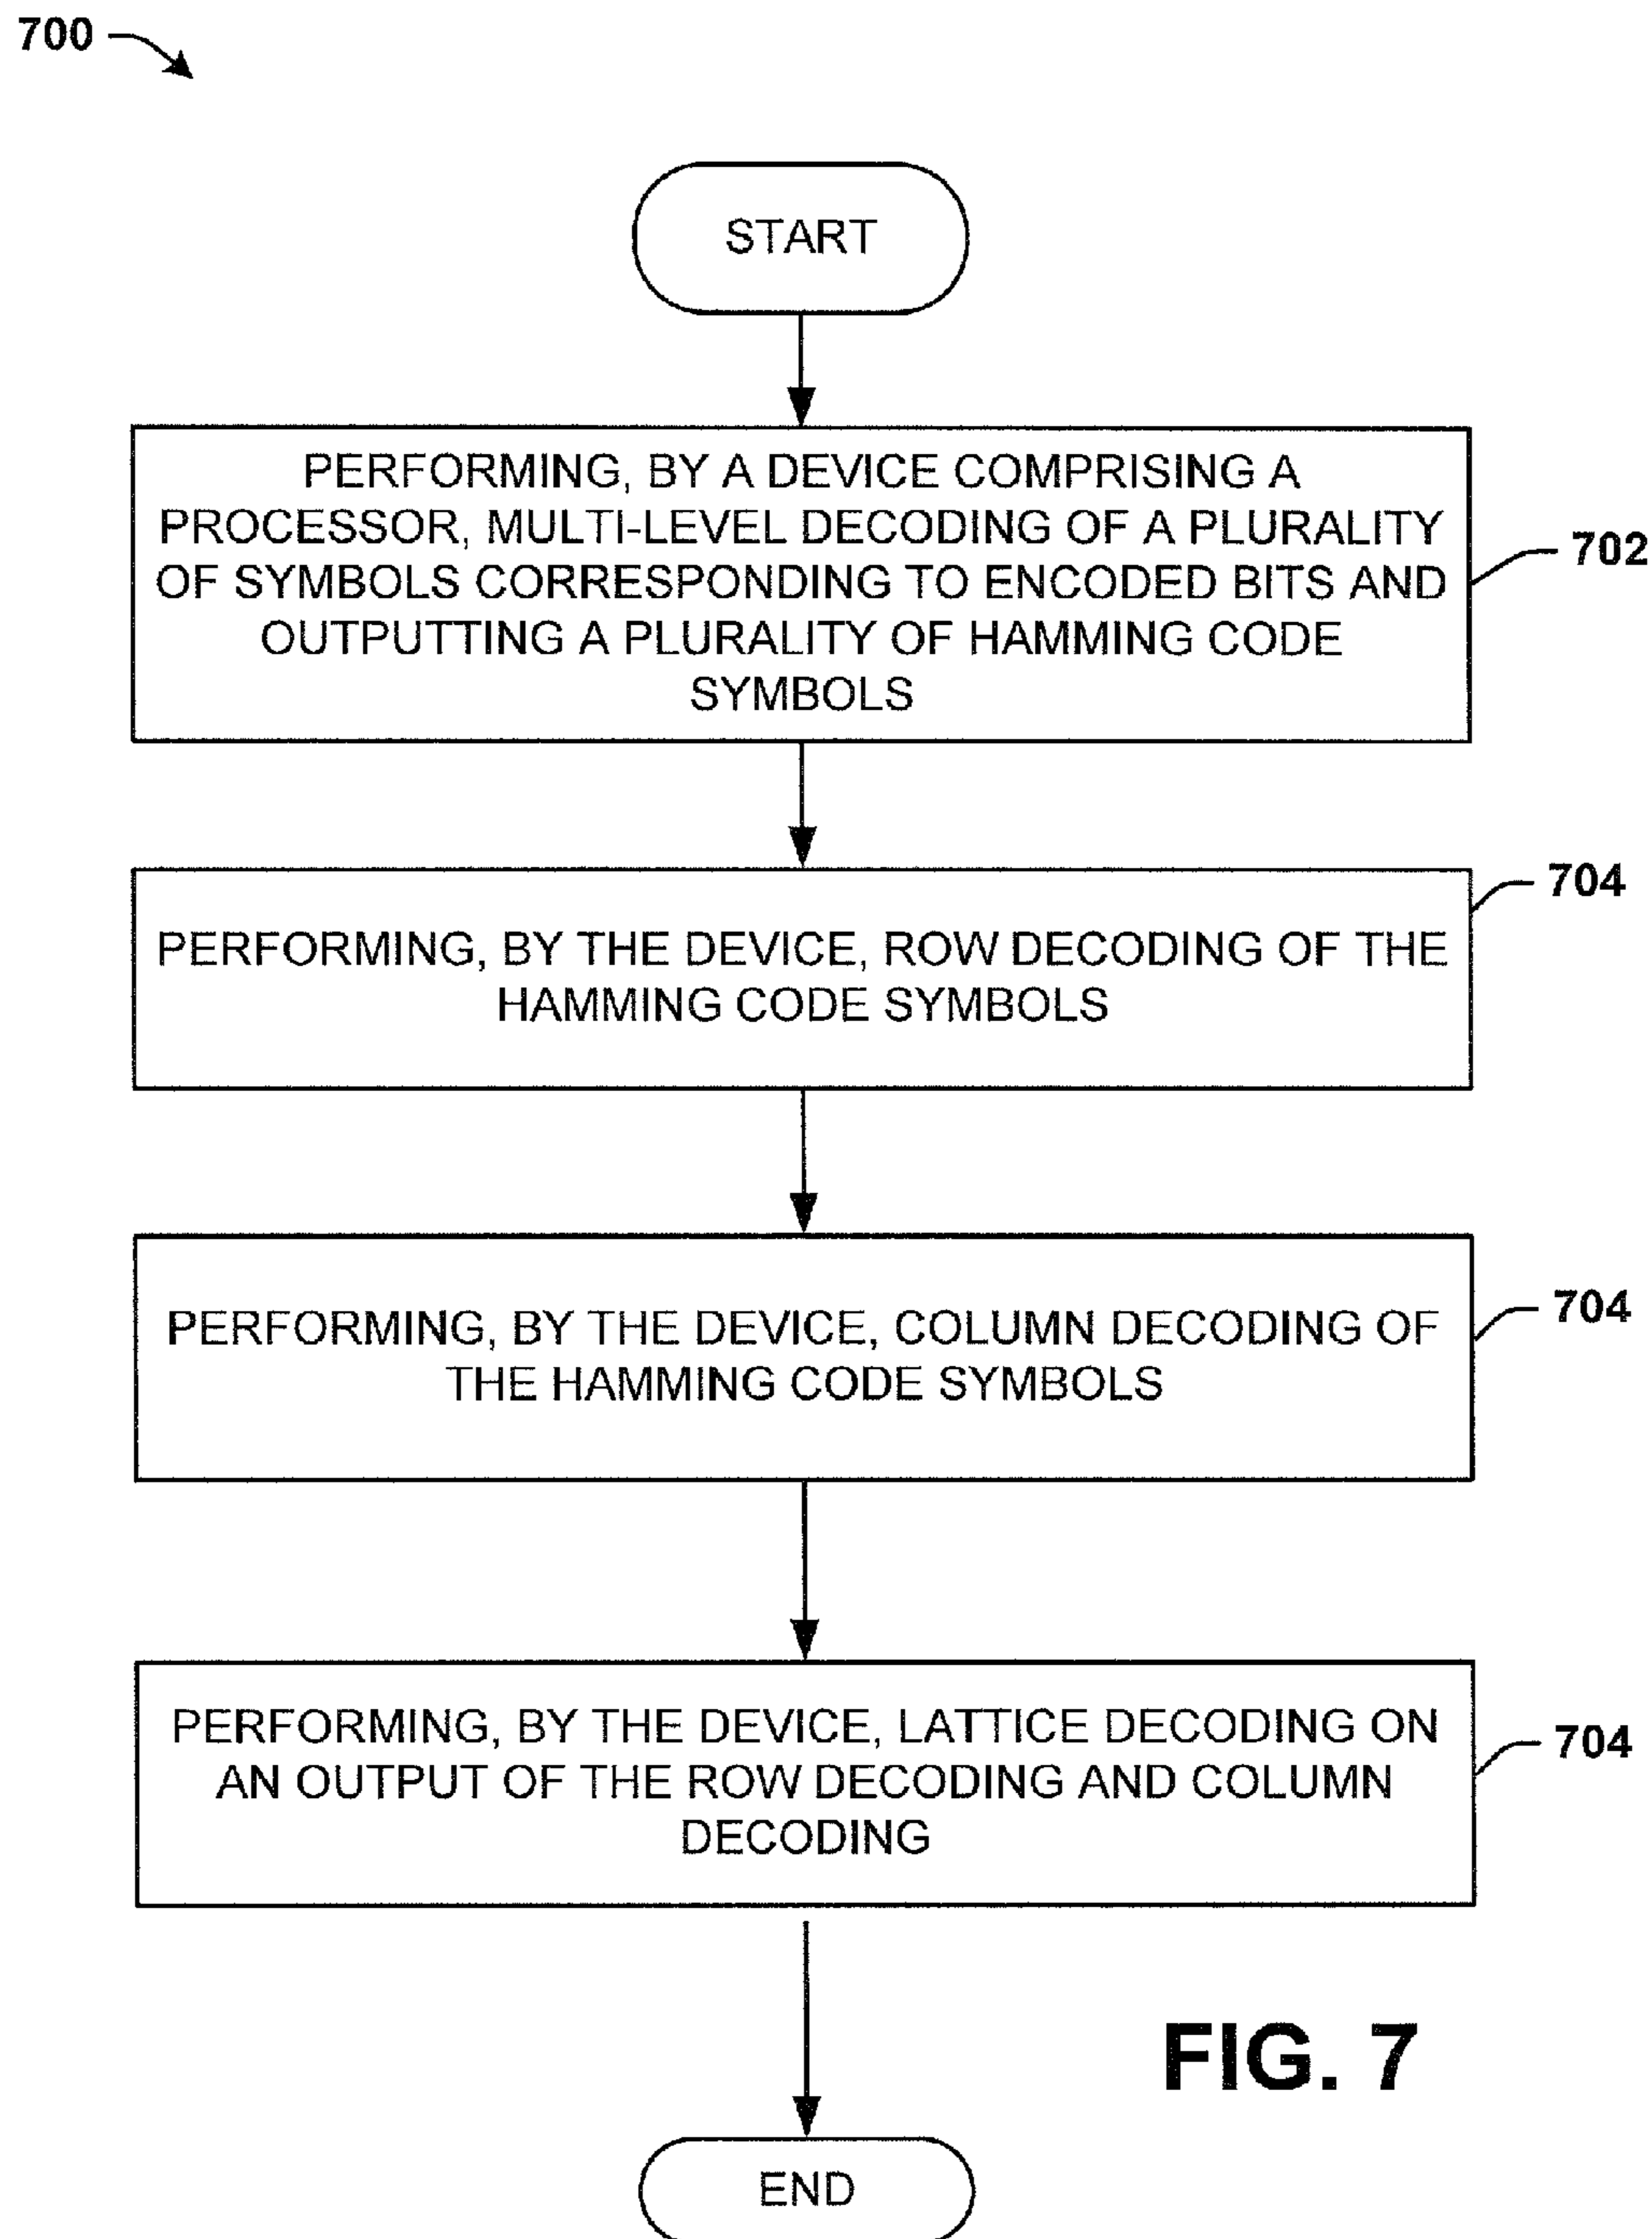 700
START
PERFORMING, BY A DEVICE COMPRISING A
PROCESSOR, MULTI-LEVEL DECODING OF A PLURALITY
OF SYMBOLS CORRESPONDING TO ENCODED BITS AND
OUTPUTTING A PLURALITY OF HAMMING CODE
SYMBOLS
702
PERFORMING, BY THE DEVICE, ROW DECODING OF THE
HAMMING CODE SYMBOLS
704
PERFORMING, BY THE DEVICE, COLUMN DECODING OF
THE HAMMING CODE SYMBOLS
704
PERFORMING, BY THE DEVICE, LATTICE DECODING ON
AN OUTPUT OF THE ROW DECODING AND COLUMN
DECODING
704
FIG. 7
END